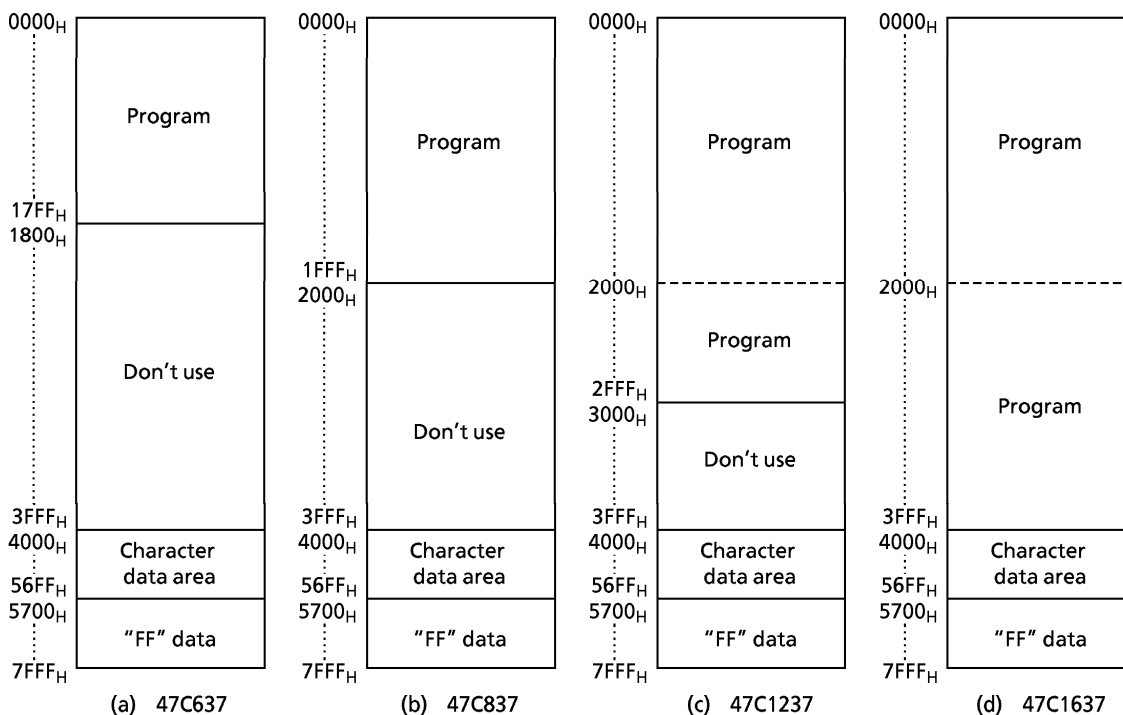 0000H
Program
17FFH
1800H
Don't use
3FFFH
4000H
Character
data area
56FFH
5700H
"FF" data
7FFFH
(a) 47C637
0000H
Program
1FFFH
2000H
Don't use
3FFFH
4000H
Character
data area
56FFH
5700H
"FF" data
7FFFH
(b) 47C837
0000H
Program
2000H
Program
2FFFH
3000H
Don't use
3FFFH
4000H
Character
data area
56FFH
5700H
"FF" data
7FFFH
(c) 47C1237
0000H
Program
2000H
Program
3FFFH
4000H
Character
data area
56FFH
5700H
"FF" data
7FFFH
(d) 47C1637